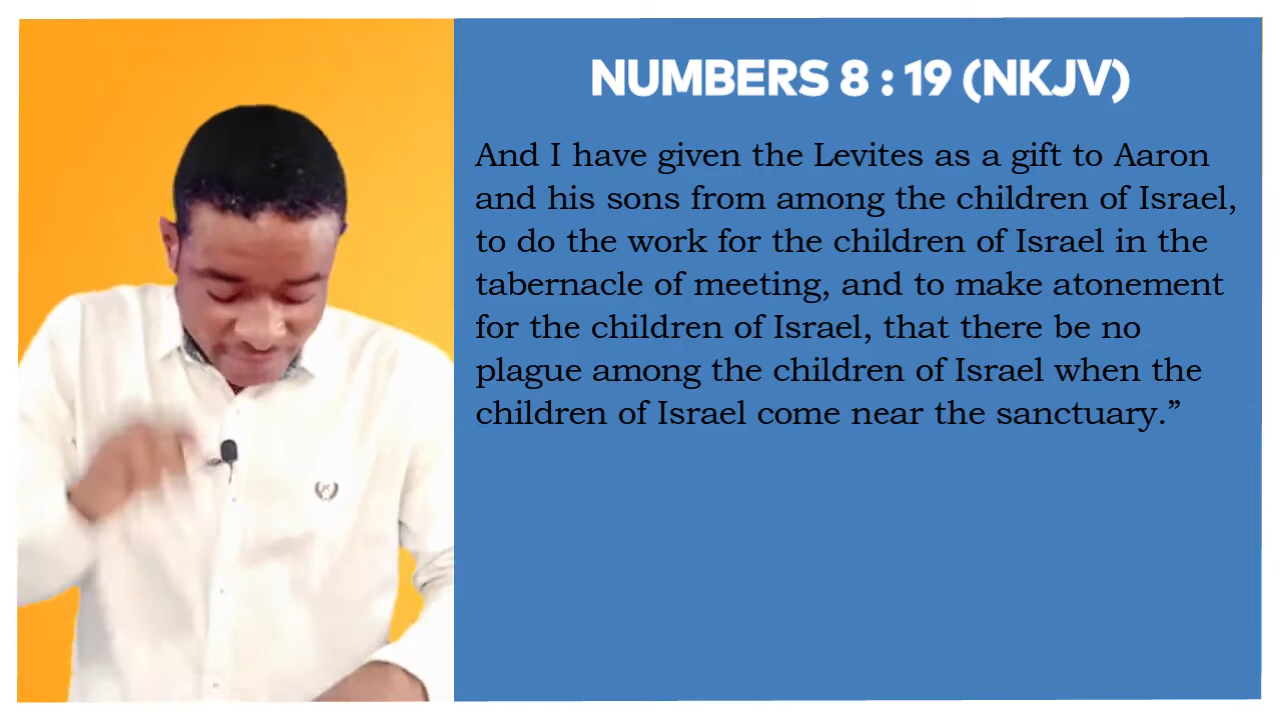 NUMBERS 8 : 19 (NKJV)
And I have given the Levites as a gift to Aaron
and his sons from among the children of Israel,
to do the work for the children of Israel in the
tabernacle of meeting, and to make atonement
for the children of Israel, that there be no
plague among the children of Israel when the
children of Israel come near the sanctuary.”